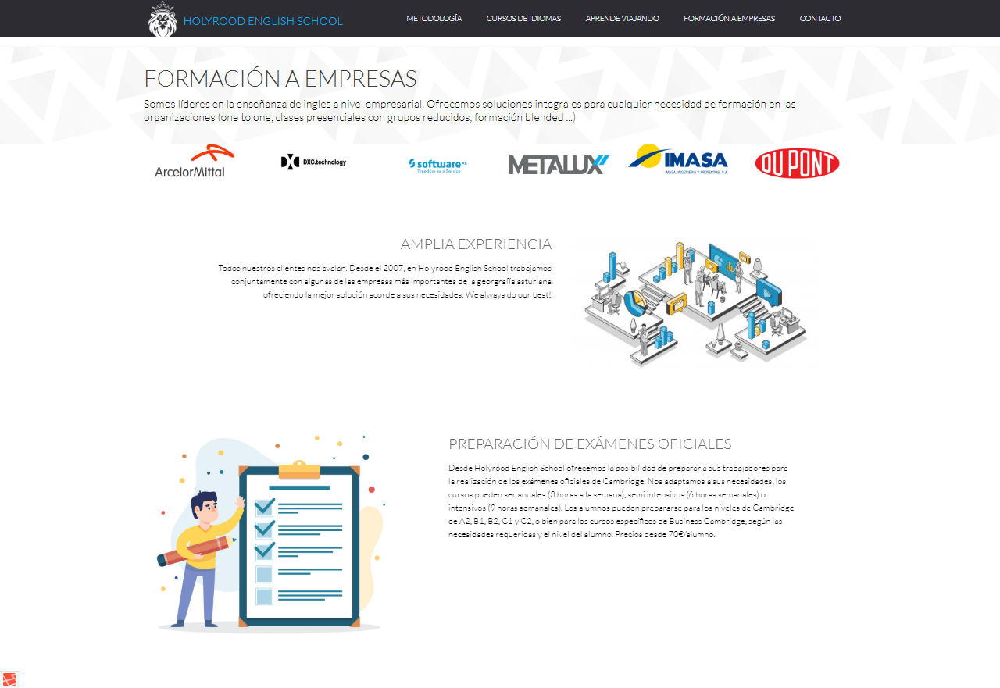 HOLYROOD ENGLISH SCHOOL
METODOLOGÍA
CURSOS DE IDIOMAS
APRENDE VIAJANDO
FORMACIÓN A EMPRESAS
CONTACTO
FORMACIÓN A EMPRESAS
Somos líderes en la enseñanza de ingles a nivel empresarial. Ofrecemos soluciones integrales para cualquier necesidad de formación en las
organizaciones (one to one, clases presenciales con grupos reducidos, formación blended ...)
ArcelorMittal
DXC.technology
software AG
Freedom as a Service
METALUX
IMASA
IMASA, INGENIERIA Y PROYECTOS, S.A.
DUPONT
AMPLIA EXPERIENCIA
Todos nuestros clientes nos avalan. Desde el 2007, en Holyrood English School trabajamos
conjuntamente con algunas de las empresas más importantes de la georgrafía asturiana
ofreciendo la mejor solución acorde a sus necesidades. We always do our best!
PREPARACIÓN DE EXÁMENES OFICIALES
Desde Holyrood English School ofrecemos la posibilidad de preparar a sus trabajadores para
la realización de los exámenes oficiales de Cambridge. Nos adaptamos a sus necesidades, los
cursos pueden ser anuales (3 horas a la semana), semi intensivos (6 horas semanales) o
intensivos (9 horas semanales). Los alumnos pueden prepararse para los niveles de Cambridge
de A2, B1, B2, C1 y C2, o bien para los cursos específicos de Business Cambridge, según las
necesidades requeridas y el nivel del alumno. Precios desde 70€/alumno.